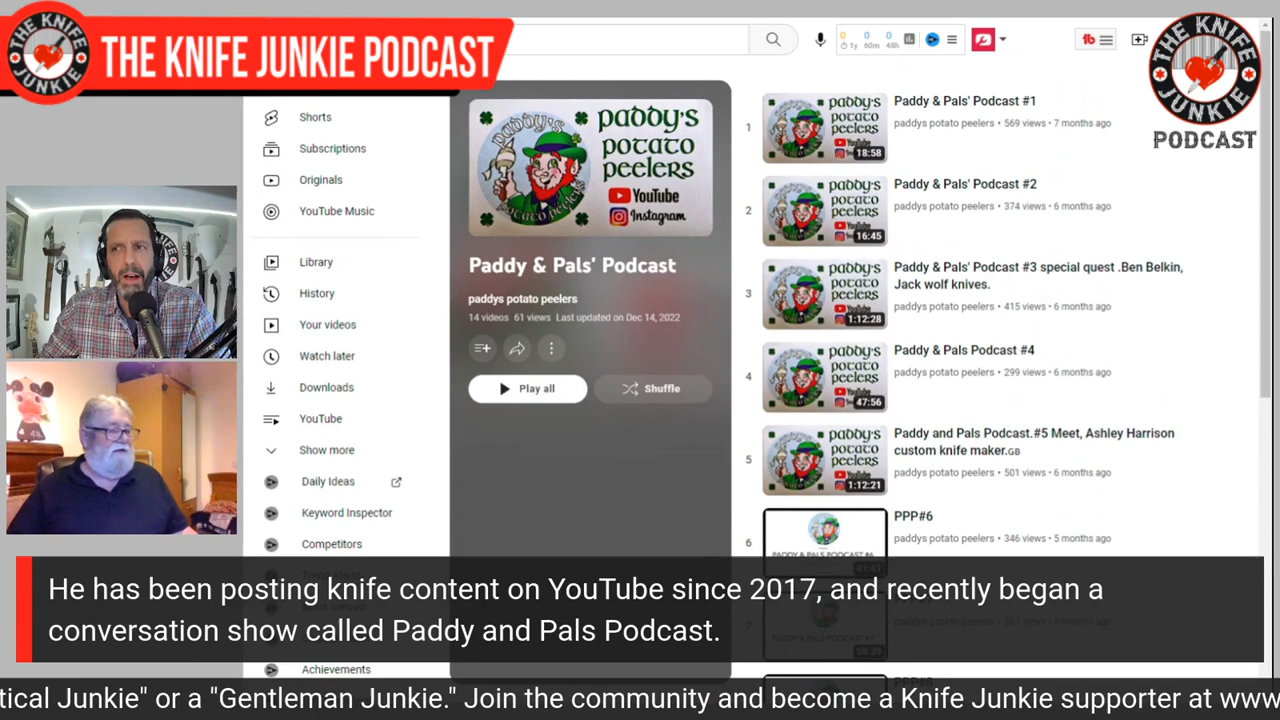 THE KNIFE JUNKIE
THE KNIFE JUNKIE PODCAST
0 0 0
1y 60m 48h
THE KNIFE JUNKIE
PODCAST
Shorts
Subscriptions
Originals
YouTube Music
Library
History
Your videos
Watch later
Downloads
YouTube
Show more
Daily Ideas
Keyword Inspector
Competitors
Achievements
PADDY'S POTATO PEELERS
YouTube
Instagram
Paddy & Pals' Podcast
paddys potato peelers
14 videos 61 views Last updated on Dec 14, 2022
Play all
Shuffle
1
18:58
Paddy & Pals' Podcast #1
paddys potato peelers • 569 views • 7 months ago
2
16:45
Paddy & Pals' Podcast #2
paddys potato peelers • 374 views • 6 months ago
3
1:12:28
Paddy & Pals' Podcast #3 special quest .Ben Belkin,
Jack wolf knives.
paddys potato peelers • 415 views • 6 months ago
4
47:56
Paddy & Pals Podcast #4
paddys potato peelers • 299 views • 6 months ago
5
1:12:21
Paddy and Pals Podcast.#5 Meet, Ashley Harrison
custom knife maker.GB
paddys potato peelers • 501 views • 6 months ago
6
PPP#6
paddys potato peelers • 346 views • 5 months ago
He has been posting knife content on YouTube since 2017, and recently began a
conversation show called Paddy and Pals Podcast.
tical Junkie" or a "Gentleman Junkie." Join the community and become a Knife Junkie supporter at www